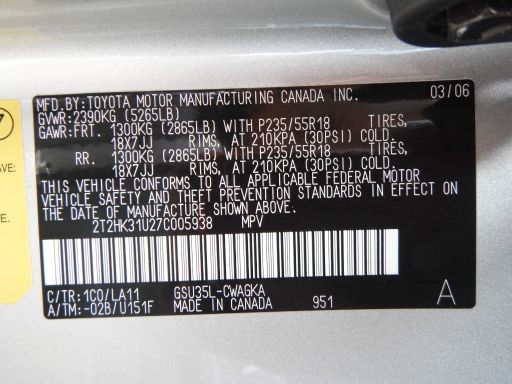 MFD.BY:TOYOTA MOTOR MANUFACTURING CANADA INC. 03/06
GVWR:2390KG (5265LB)
GAWR:FRT. 1300KG (2865LB) WITH P235/55R18 TIRES,
18X7JJ RIMS, AT 210KPA (30PSI) COLD.
RR. 1300KG (2865LB) WITH P235/55R18 TIRES,
18X7JJ RIMS, AT 210KPA (30PSI) COLD.
THIS VEHICLE CONFORMS TO ALL APPLICABLE FEDERAL MOTOR
VEHICLE SAFETY AND THEFT PREVENTION STANDARDS IN EFFECT ON
THE DATE OF MANUFACTURE SHOWN ABOVE.
2T2HK31U27C005938 MPV
C/TR:1C0/LA11 GSU35L-CWAGKA
A/TM:-02B/U151F MADE IN CANADA 951 A
7
AVE:
E: